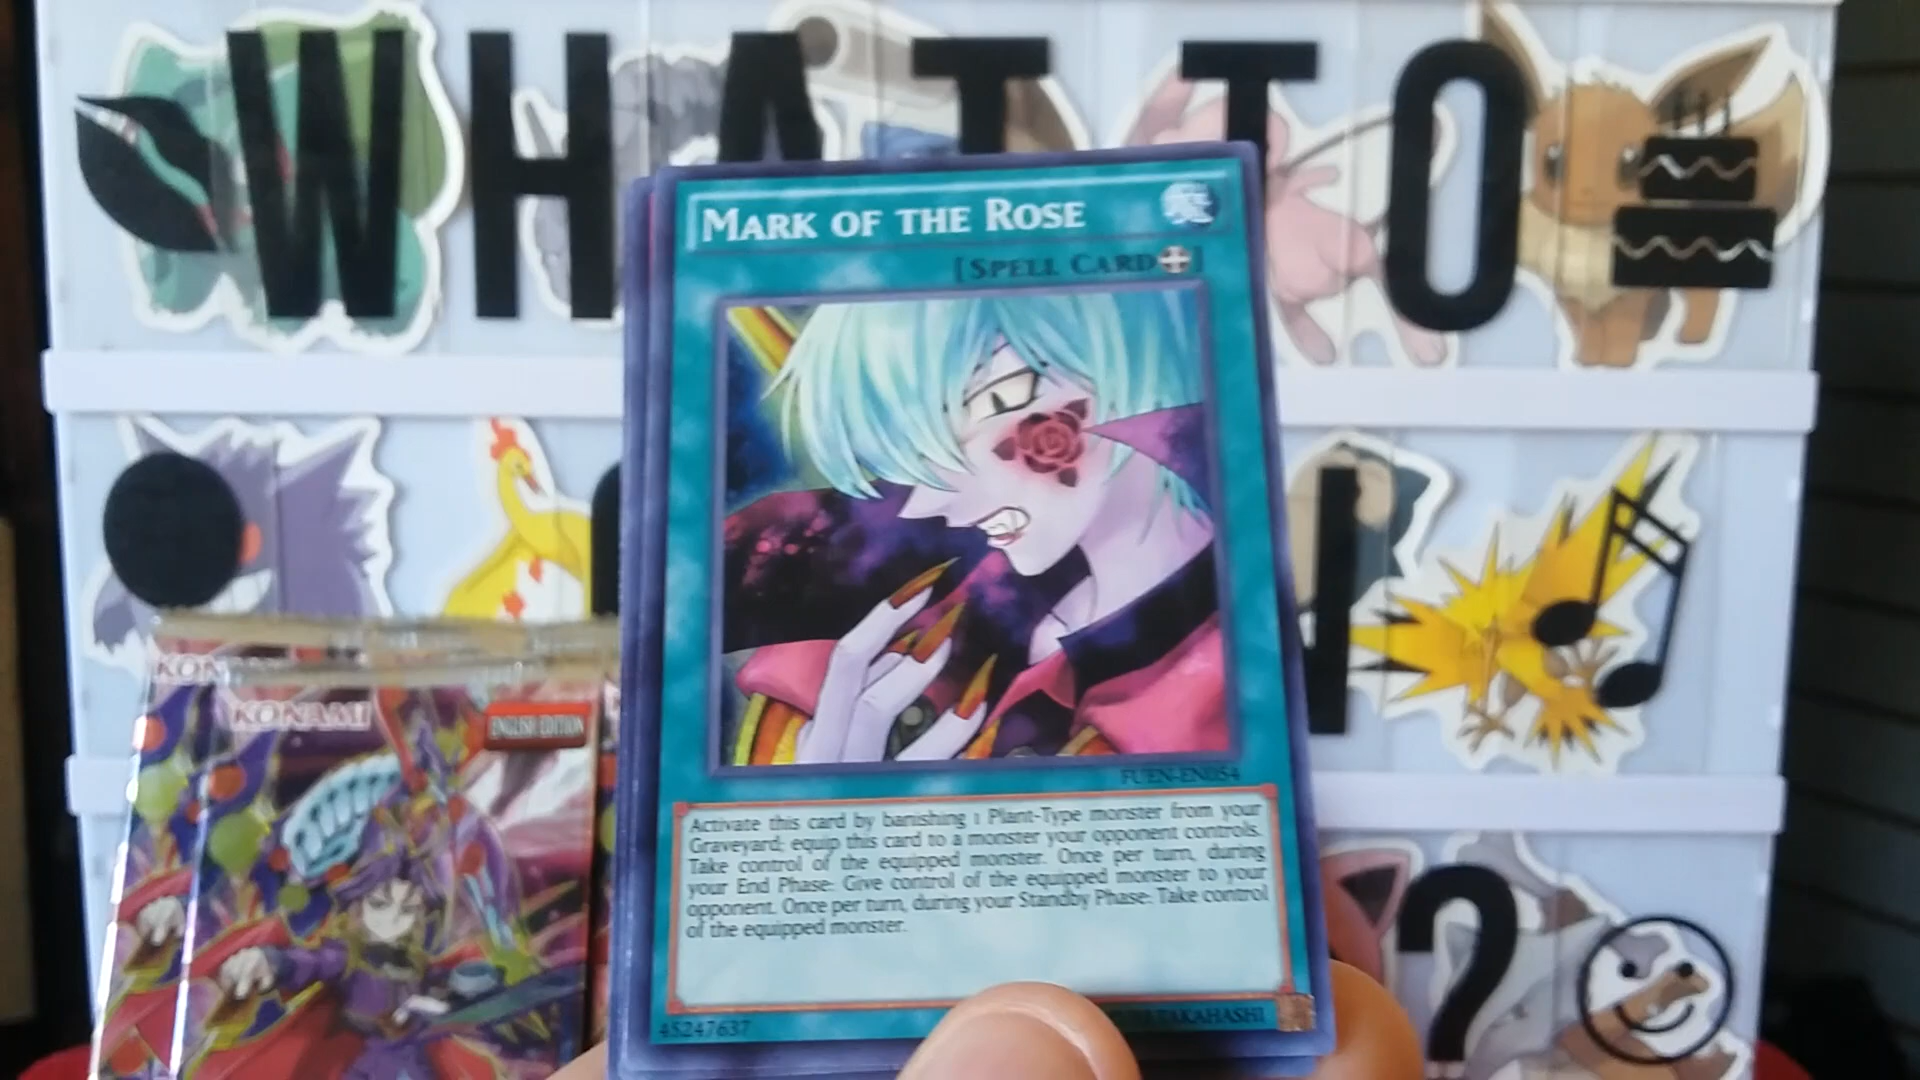 WHAT TO
MARK OF THE ROSE
[SPELL CARD]
FUEN-EN054
Activate this card by banishing 1 Plant-Type monster from your
Graveyard; equip this card to a monster your opponent controls.
Take control of the equipped monster. Once per turn, during
your End Phase: Give control of the equipped monster to your
opponent. Once per turn, during your Standby Phase: Take control
of the equipped monster.
45247637
TAKAHASHI
KON
KONAMI
ENGLISH EDITION
?